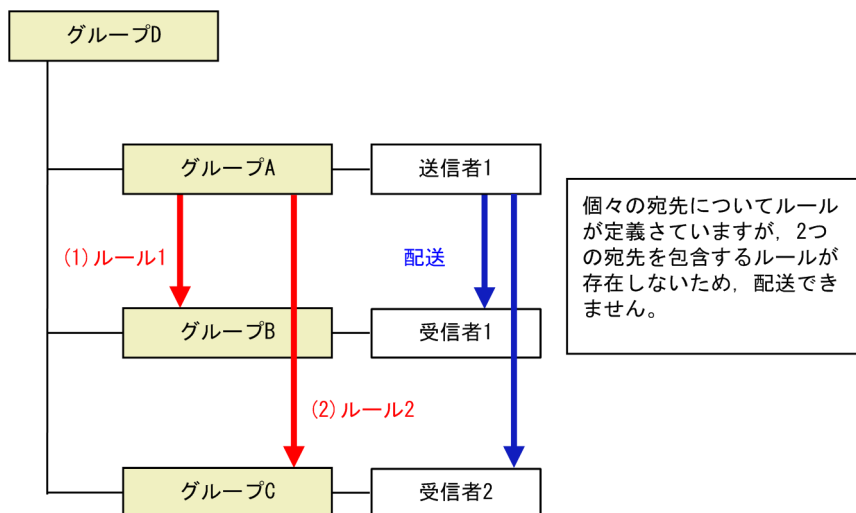 グループD
グループA
送信者1
(1)ルール1
配送
個々の宛先についてルール
が定義さていますが，2つ
の宛先を包含するルールが
存在しないため，配送でき
ません。
グループB
受信者1
(2)ルール2
グループC
受信者2